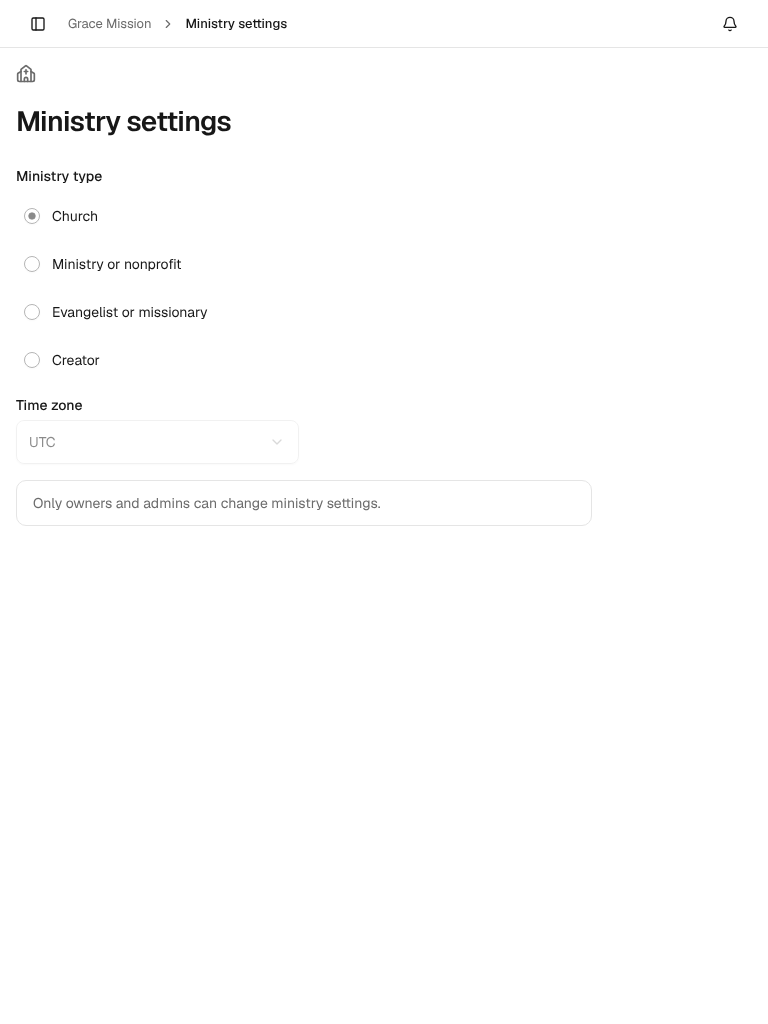 Grace Mission > Ministry settings
Ministry settings
Ministry type
Church
Ministry or nonprofit
Evangelist or missionary
Creator
Time zone
UTC
Only owners and admins can change ministry settings.